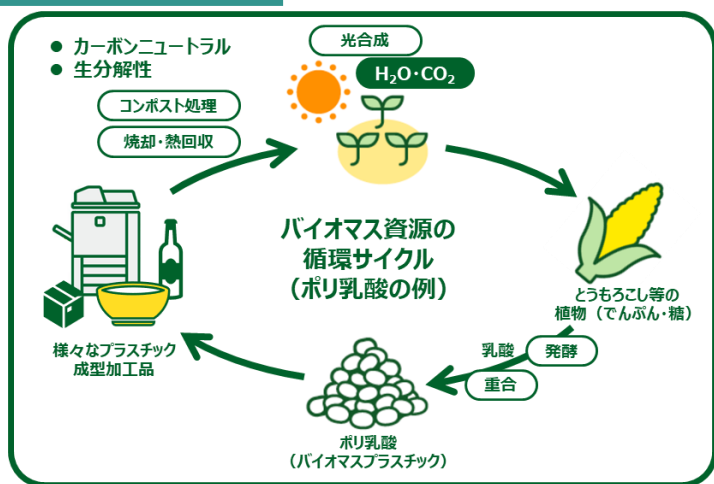 ● カーボンニュートラル
● 生分解性
光合成
H₂O・CO₂
コンポスト処理
焼却・熱回収
バイオマス資源の
循環サイクル
（ポリ乳酸の例）
とうもろこし等の
植物（でんぷん・糖）
乳酸
発酵
重合
ポリ乳酸
（バイオマスプラスチック）
様々なプラスチック
成型加工品